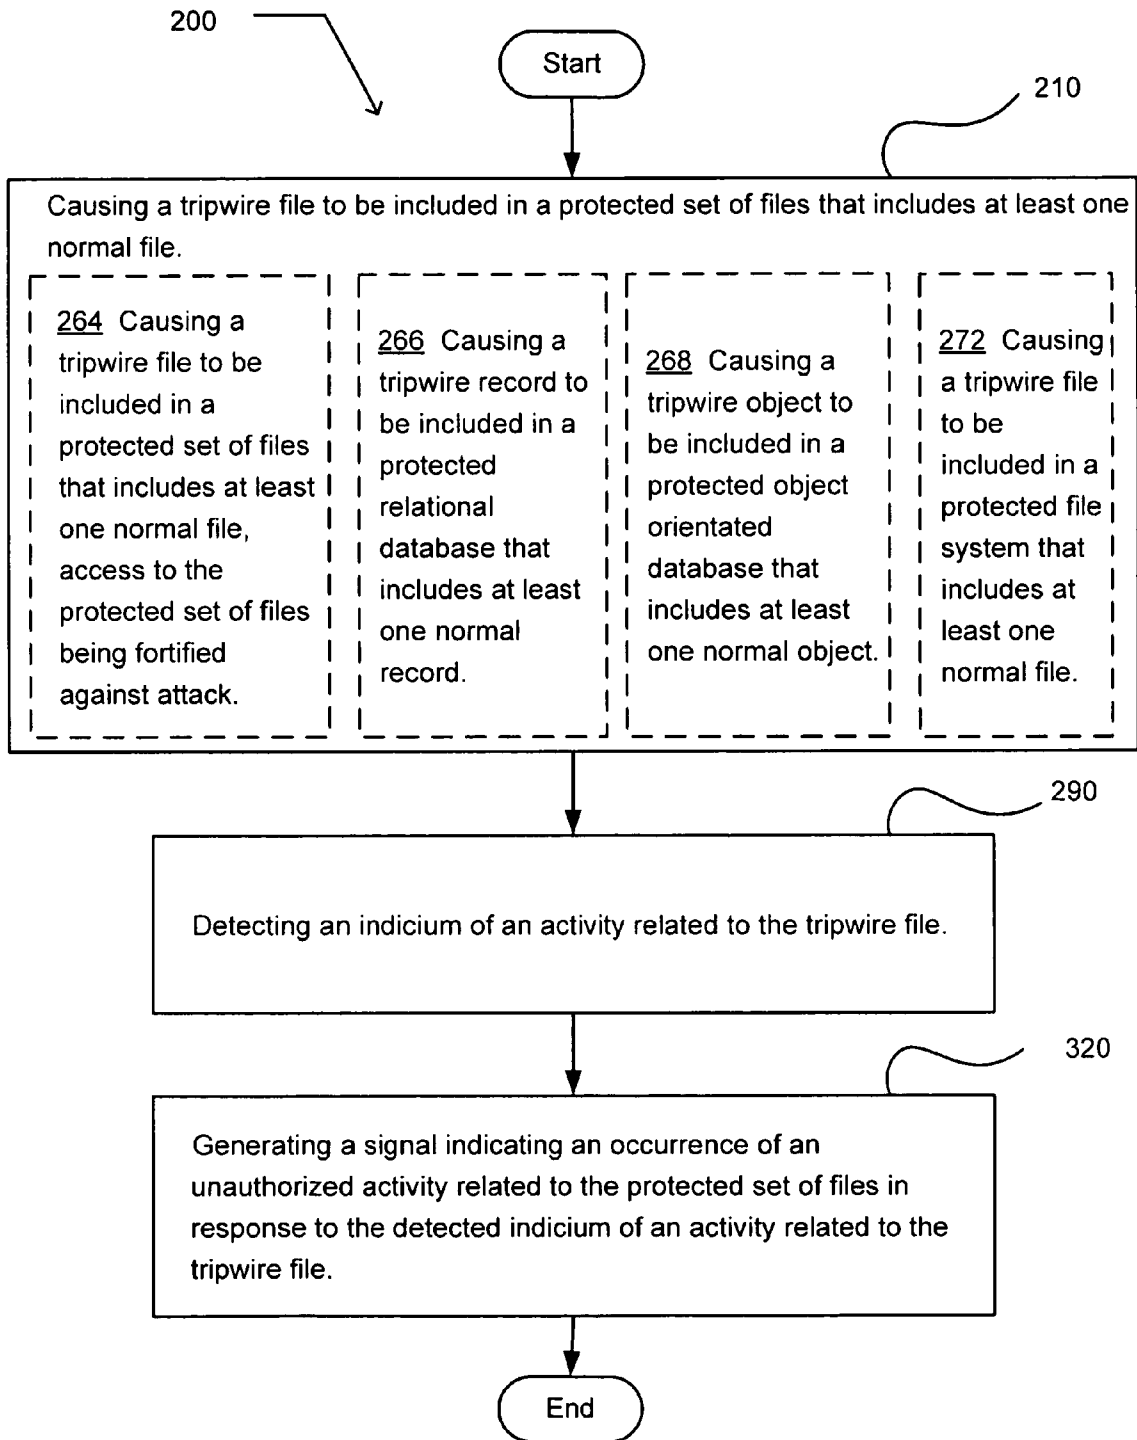 200
Start
210
Causing a tripwire file to be included in a protected set of files that includes at least one
normal file.
264 Causing a
tripwire file to be
included in a
protected set of files
that includes at least
one normal file,
access to the
protected set of files
being fortified
against attack.
266 Causing a
tripwire record to
be included in a
protected
relational
database that
includes at least
one normal
record.
268 Causing a
tripwire object to
be included in a
protected object
orientated
database that
includes at least
one normal object.
272 Causing
a tripwire file
to be
included in a
protected file
system that
includes at
least one
normal file.
290
Detecting an indicium of an activity related to the tripwire file.
320
Generating a signal indicating an occurrence of an
unauthorized activity related to the protected set of files in
response to the detected indicium of an activity related to the
tripwire file.
End